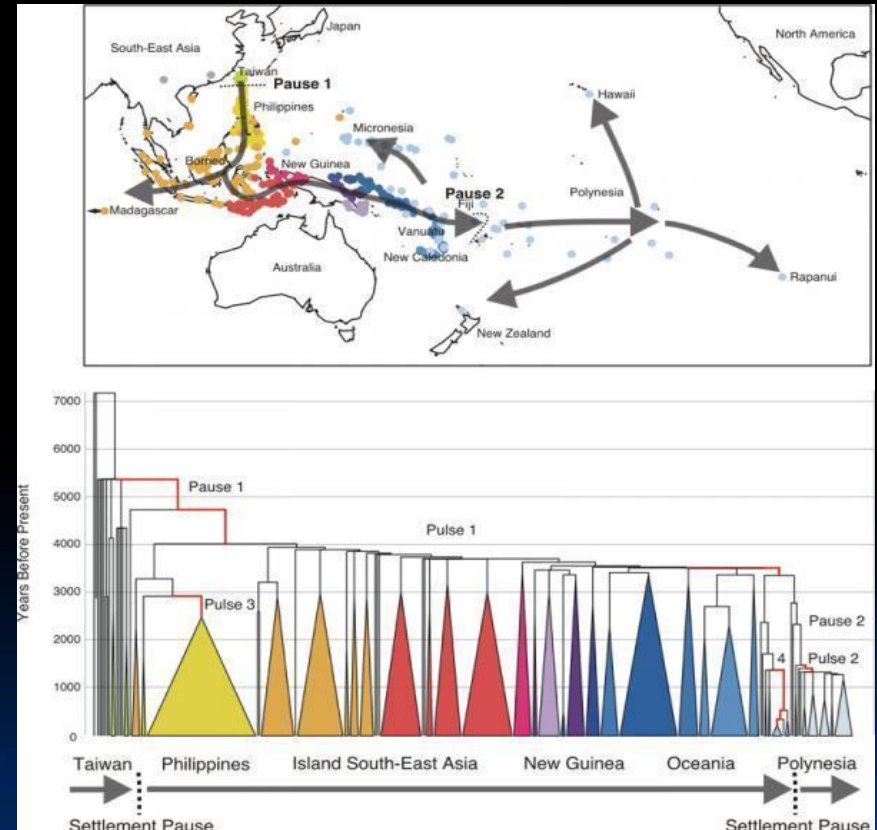 Japan
North America
South-East Asia
Taiwan
Pause 1
Philippines
Hawaii
Micronesia
Borneo
New Guinea
Pause 2
Polynesia
Fiji
Madagascar
Vanuatu
New Caledonia
Australia
Rapanui
New Zealand
7000
6000
5000
4000
3000
2000
1000
0
Years Before Present
Pause 1
Pulse 1
Pulse 3
Pause 2
4
Pulse 2
Taiwan Philippines Island South-East Asia New Guinea Oceania Polynesia
Settlement Pause Settlement Pause